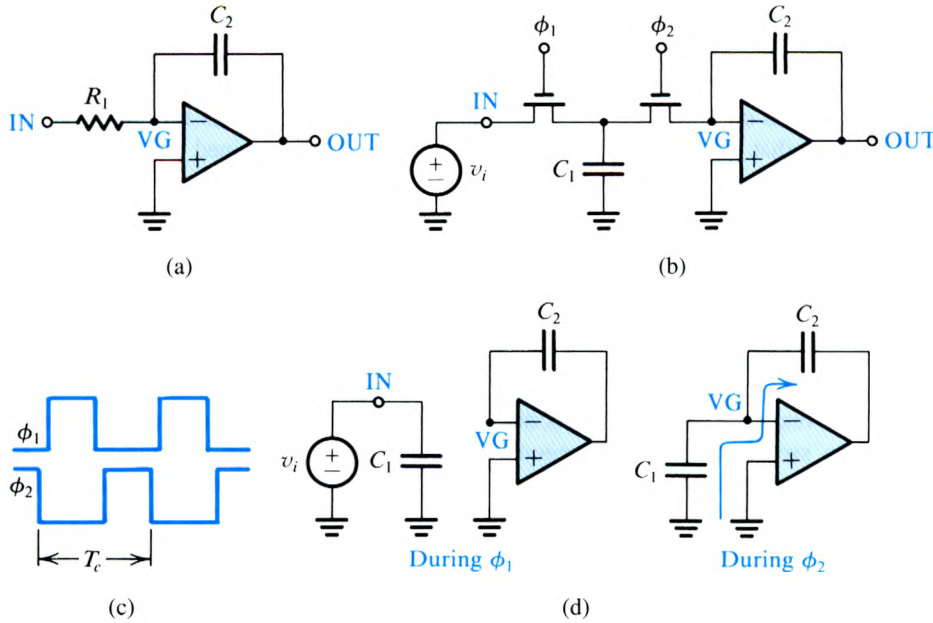 C₂
R₁
IN
VG
−
+
OUT
(a)
ϕ₁
ϕ₂
C₂
IN
+
−
vᵢ
C₁
VG
−
+
OUT
(b)
ϕ₁
ϕ₂
T_c
(c)
IN
+
−
vᵢ
C₁
C₂
VG
−
+
During ϕ₁
C₂
VG
−
+
C₁
During ϕ₂
(d)